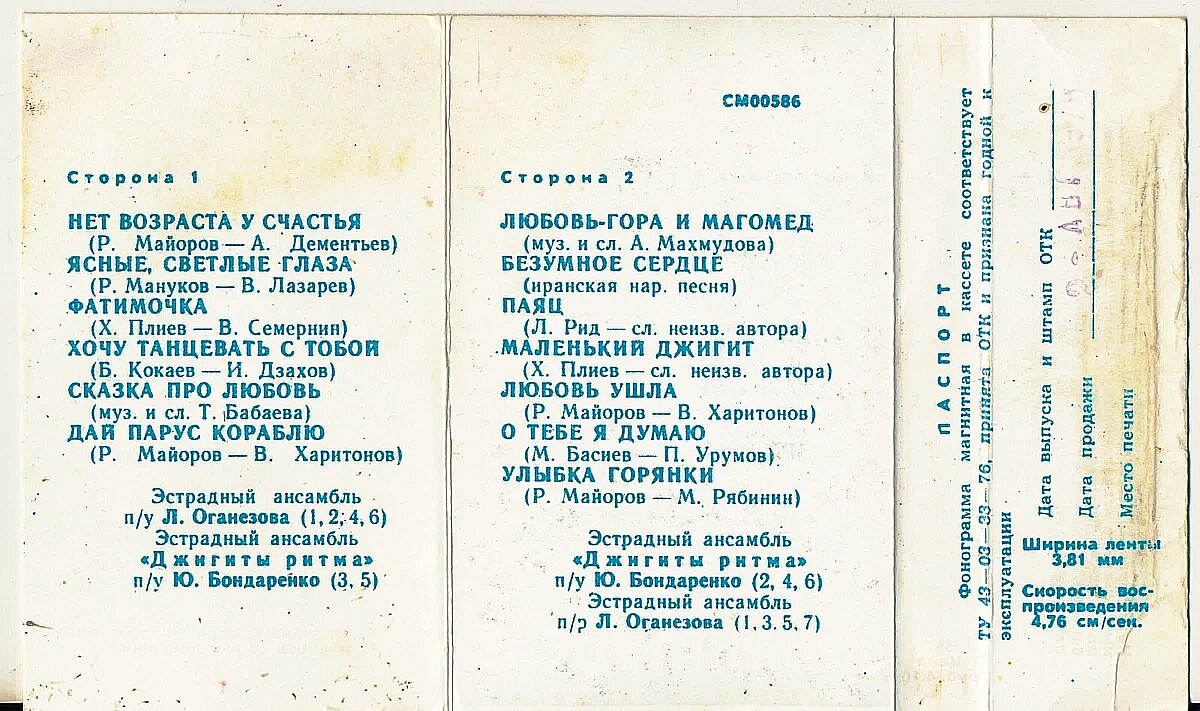 Сторона 1
НЕТ ВОЗРАСТА У СЧАСТЬЯ
(Р. Майоров — А. Дементьев)
ЯСНЫЕ, СВЕТЛЫЕ ГЛАЗА
(Р. Мануков — В. Лазарев)
ФАТИМОЧКА
(Х. Плиев — В. Семернин)
ХОЧУ ТАНЦЕВАТЬ С ТОБОЙ
(Б. Кокаев — И. Дзахов)
СКАЗКА ПРО ЛЮБОВЬ
(муз. и сл. Т. Бабаева)
ДАЙ ПАРУС КОРАБЛЮ
(Р. Майоров — В. Харитонов)
Эстрадный ансамбль
п/у Л. Оганезова (1, 2, 4, 6)
Эстрадный ансамбль
«Джигиты ритма»
п/у Ю. Бондаренко (3, 5)
СМ00586
Сторона 2
ЛЮБОВЬ-ГОРА И МАГОМЕД
(муз. и сл. А. Махмудова)
БЕЗУМНОЕ СЕРДЦЕ
(иранская нар. песня)
ПАЯЦ
(Л. Рид — сл. неизв. автора)
МАЛЕНЬКИЙ ДЖИГИТ
(Х. Плиев — сл. неизв. автора)
ЛЮБОВЬ УШЛА
(Р. Майоров — В. Харитонов)
О ТЕБЕ Я ДУМАЮ
(М. Басиев — П. Урумов)
УЛЫБКА ГОРЯНКИ
(Р. Майоров — М. Рябинин)
Эстрадный ансамбль
«Джигиты ритма»
п/у Ю. Бондаренко (2, 4, 6)
Эстрадный ансамбль
п/р Л. Оганезова (1, 3. 5, 7)
ПАСПОРТ
Фонограмма магнитная в кассете соответствует
ТУ 43—03—33—76, принята ОТК и признана годной к
эксплуатации
Дата выпуска и штамп ОТК
Дата продажи
Место печати
Ширина ленты
3,81 мм
Скорость вос-
произведения
4,76 см/сек.